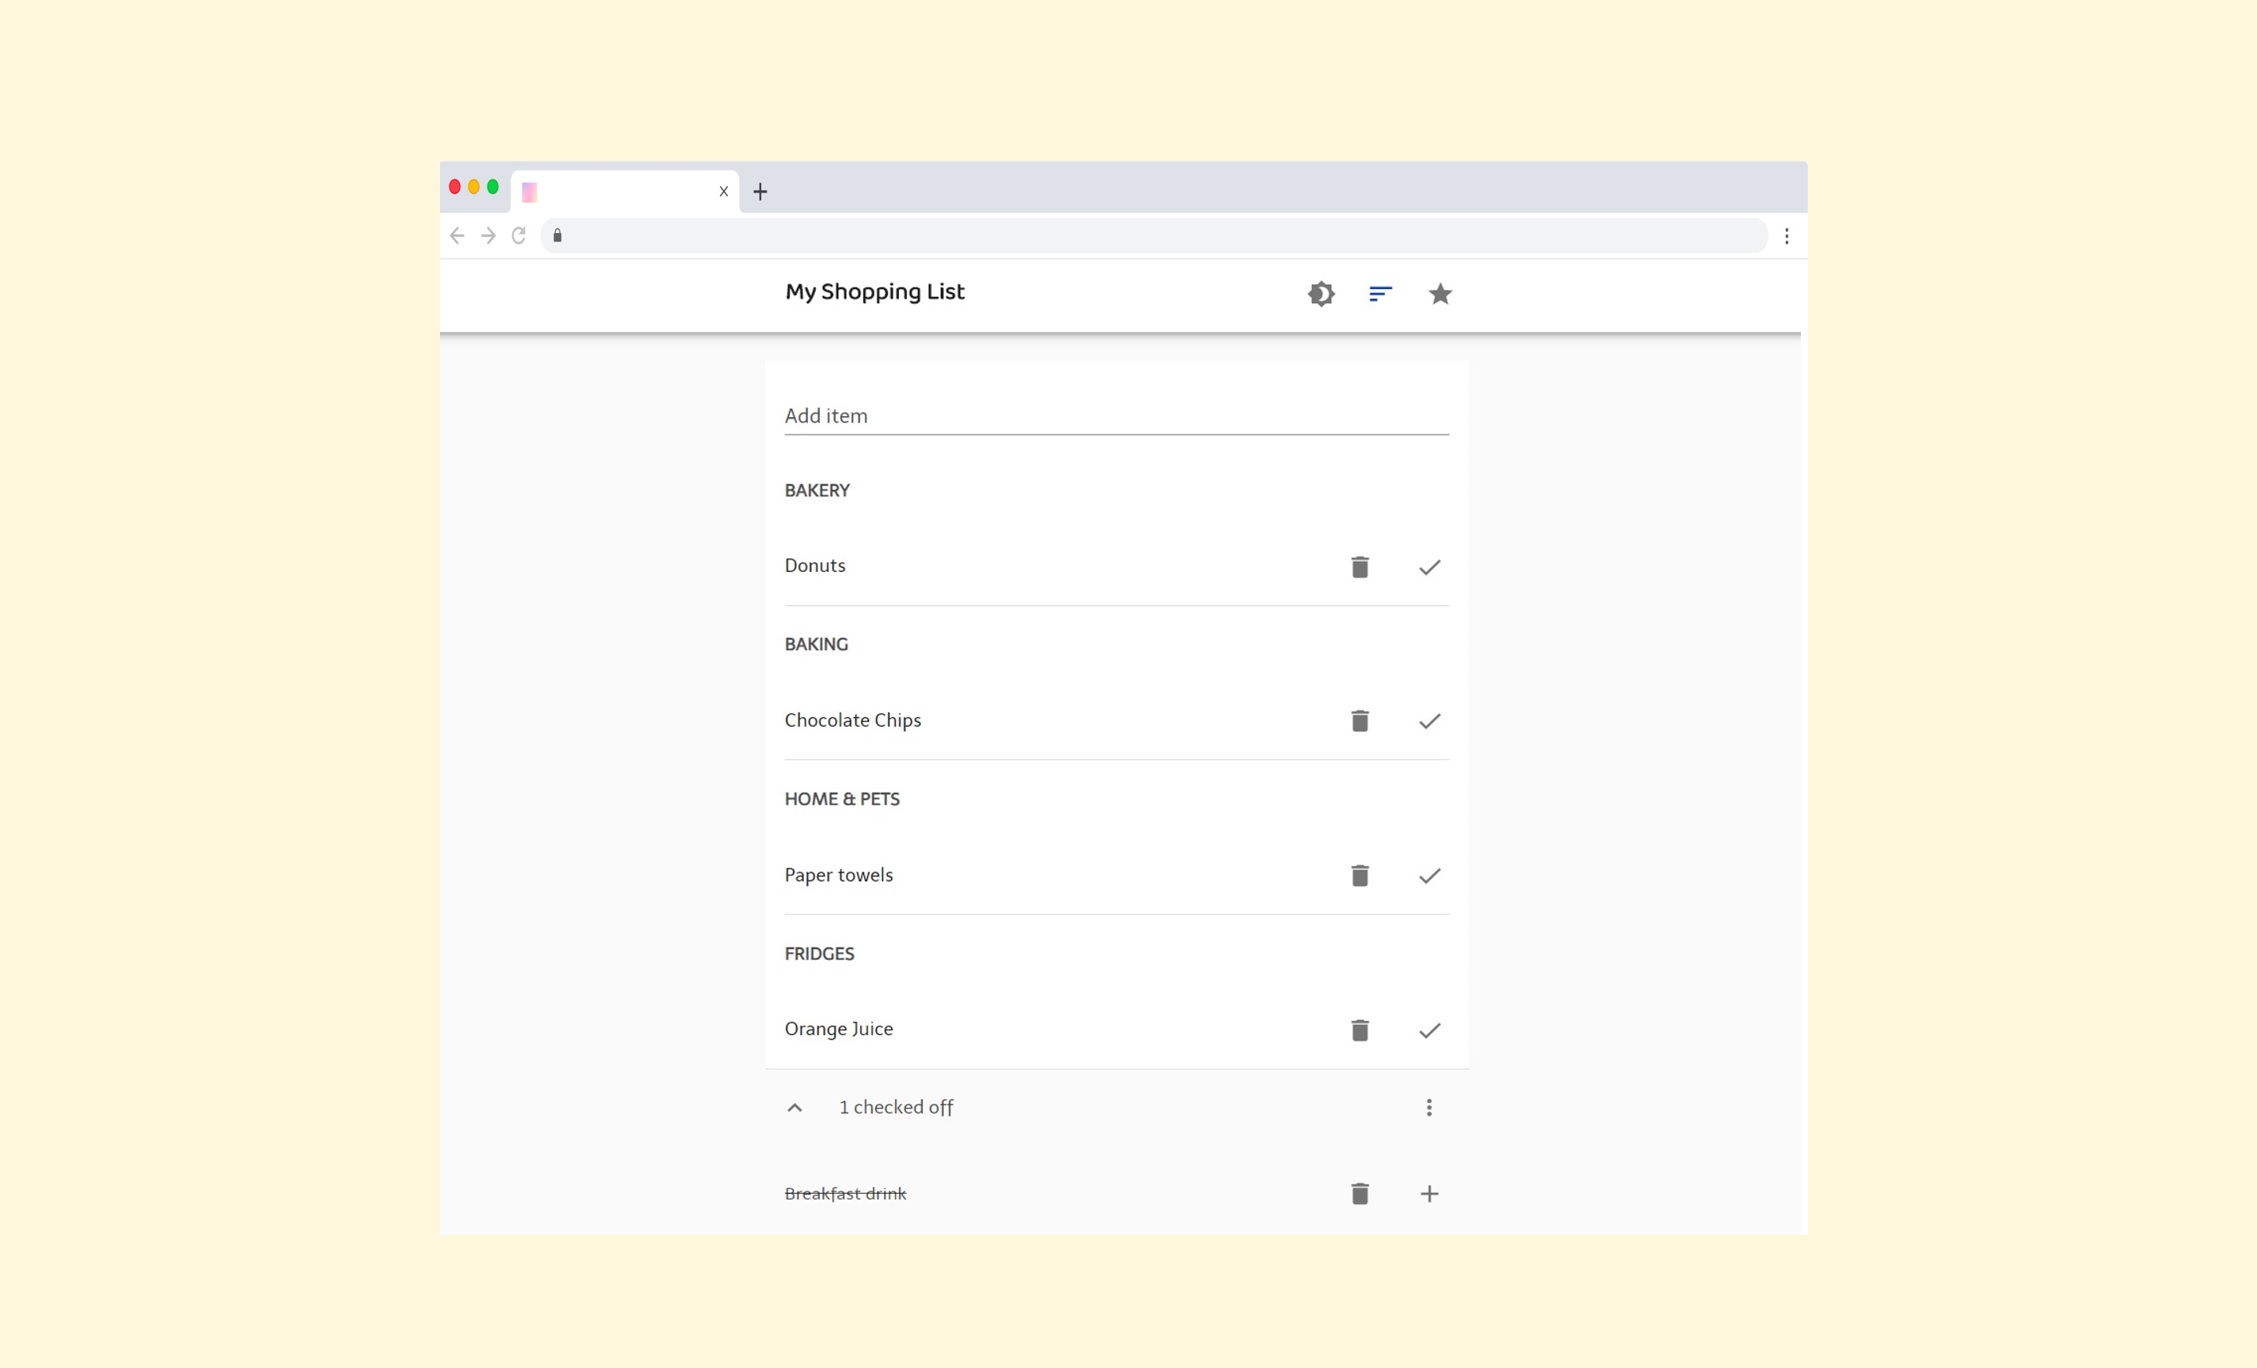 My Shopping List
Add item
BAKERY
Donuts
BAKING
Chocolate Chips
HOME & PETS
Paper towels
FRIDGES
Orange Juice
1 checked off
Breakfast drink